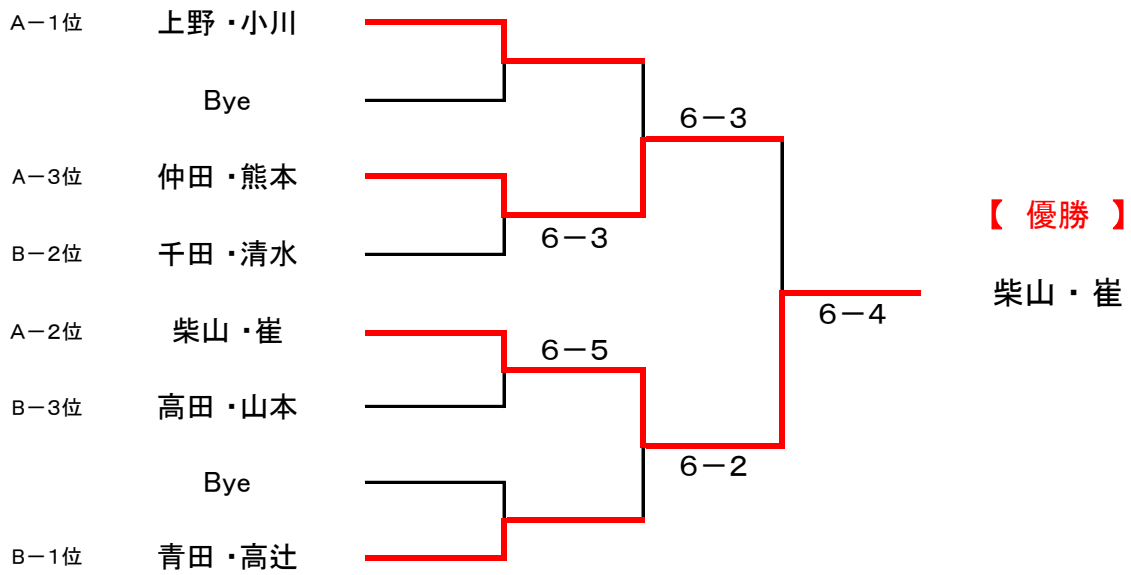 A－1位 上野・小川
Bye
6－3
A－3位 仲田・熊本
【 優勝 】
6－3
B－2位 千田・清水
柴山・崔
6－4
A－2位 柴山・崔
6－5
B－3位 高田・山本
6－2
Bye
B－1位 青田・高辻